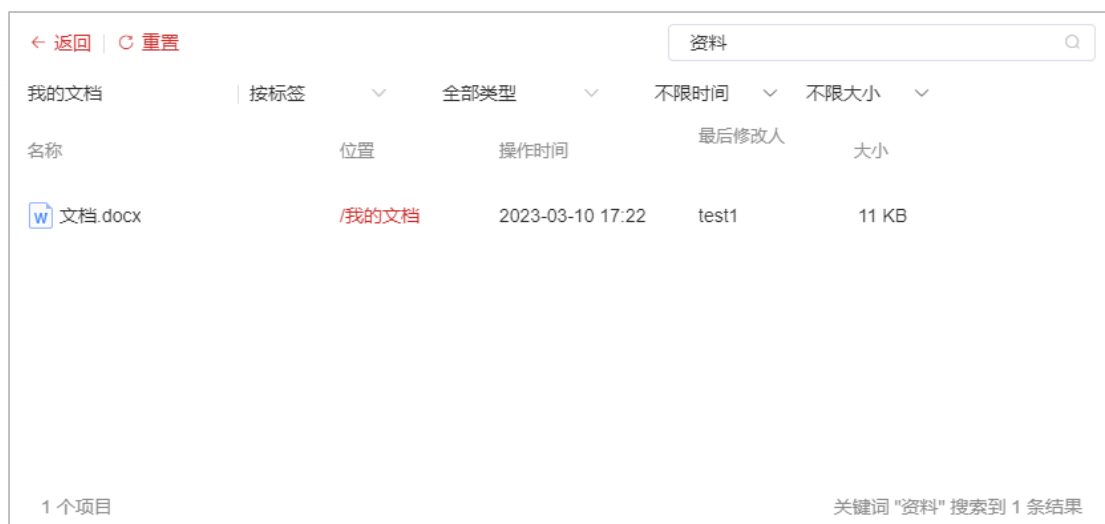 ← 返回 | 重置 资料
我的文档 | 按标签 全部类型 不限时间 不限大小
名称 位置 操作时间 最后修改人 大小
W 文档.docx /我的文档 2023-03-10 17:22 test1 11 KB
1 个项目 关键词 "资料" 搜索到 1 条结果